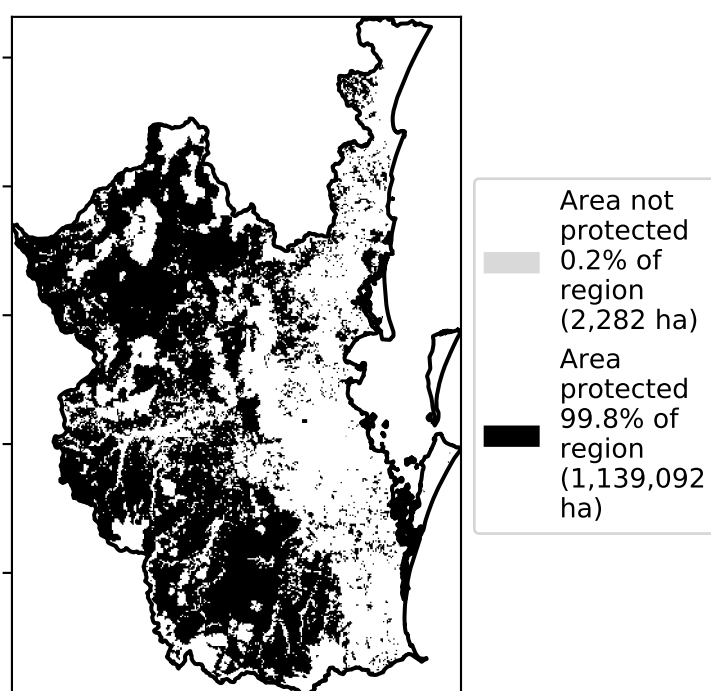 Area not
protected
0.2% of
region
(2,282 ha)
Area
protected
99.8% of
region
(1,139,092
ha)